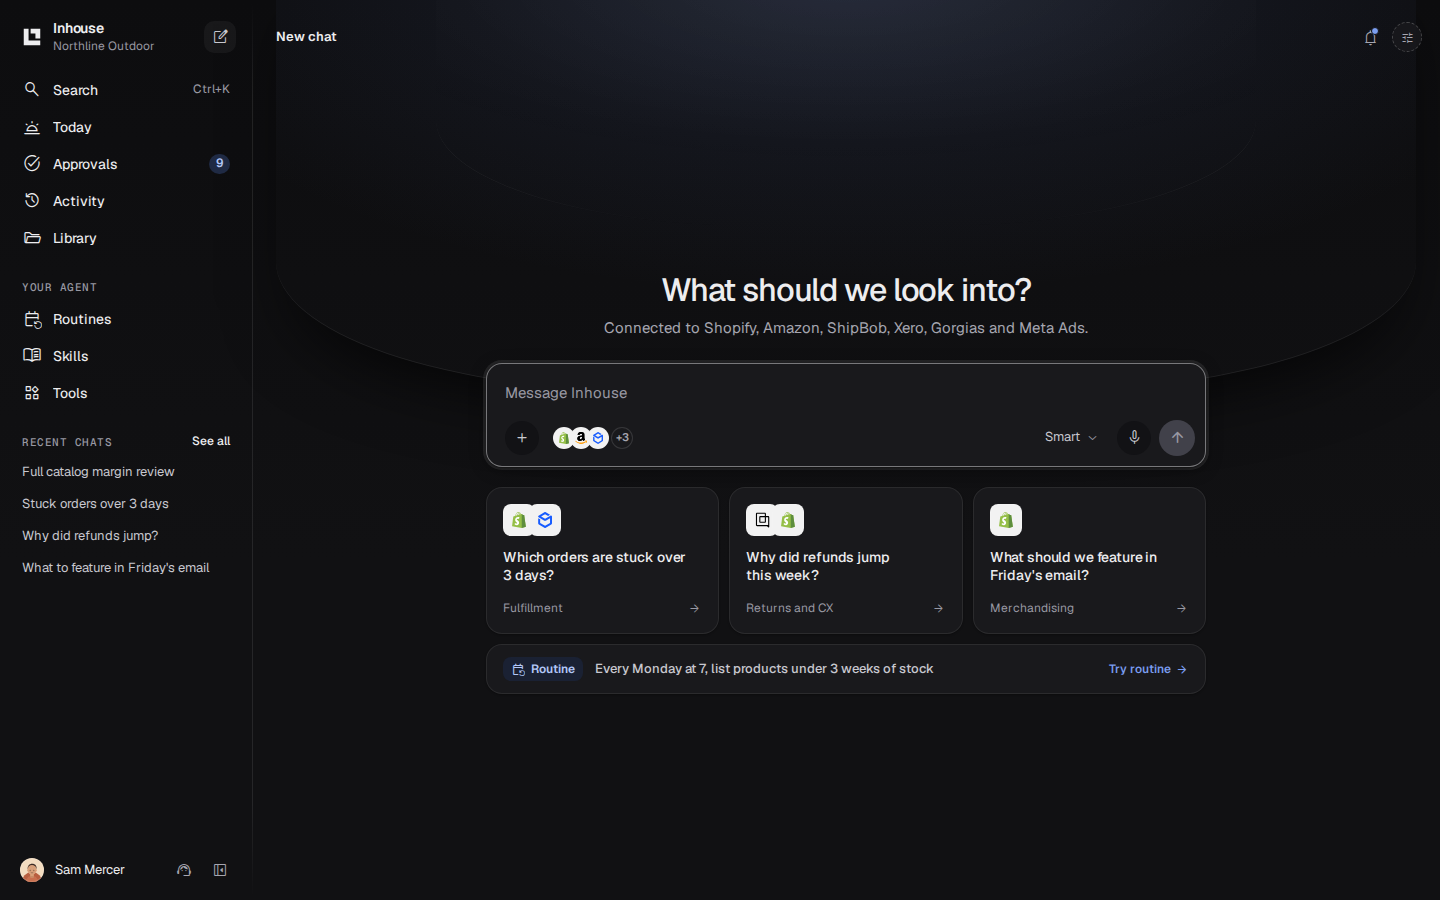 Inhouse
Northline Outdoor
New chat
Search Ctrl+K
Today
Approvals 9
Activity
Library
YOUR AGENT
Routines
Skills
Tools
RECENT CHATS See all
Full catalog margin review
Stuck orders over 3 days
Why did refunds jump?
What to feature in Friday's email
Sam Mercer
What should we look into?
Connected to Shopify, Amazon, ShipBob, Xero, Gorgias and Meta Ads.
Message Inhouse
+3
Smart
Which orders are stuck over
3 days?
Fulfillment
Why did refunds jump
this week?
Returns and CX
What should we feature in
Friday's email?
Merchandising
Routine Every Monday at 7, list products under 3 weeks of stock Try routine